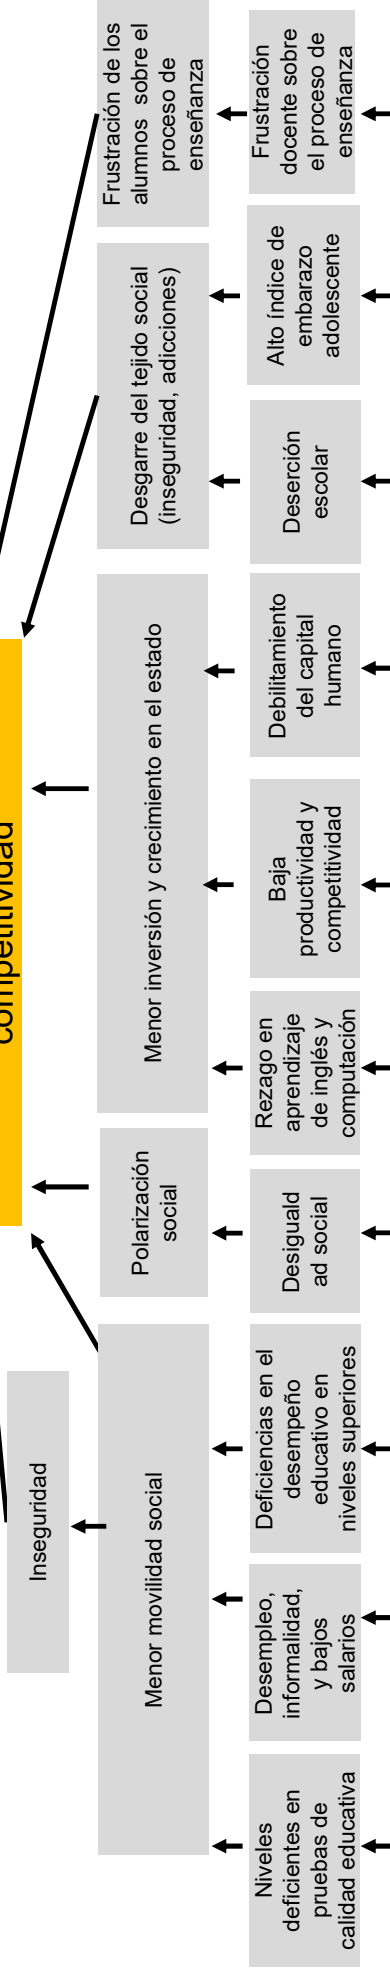 competitividad
Inseguridad
Menor movilidad social
Polarización
social
Menor inversión y crecimiento en el estado
Desgarre del tejido social
(inseguridad, adicciones)
Frustración de los
alumnos sobre el
proceso de
enseñanza
Niveles
deficientes en
pruebas de
calidad educativa
Desempleo,
informalidad,
y bajos
salarios
Deficiencias en el
desempeño
educativo en
niveles superiores
Desiguald
ad social
Rezago en
aprendizaje
de inglés y
computación
Baja
productividad y
competitividad
Debilitamiento
del capital
humano
Deserción
escolar
Alto índice de
embarazo
adolescente
Frustración
docente sobre
el proceso de
enseñanza